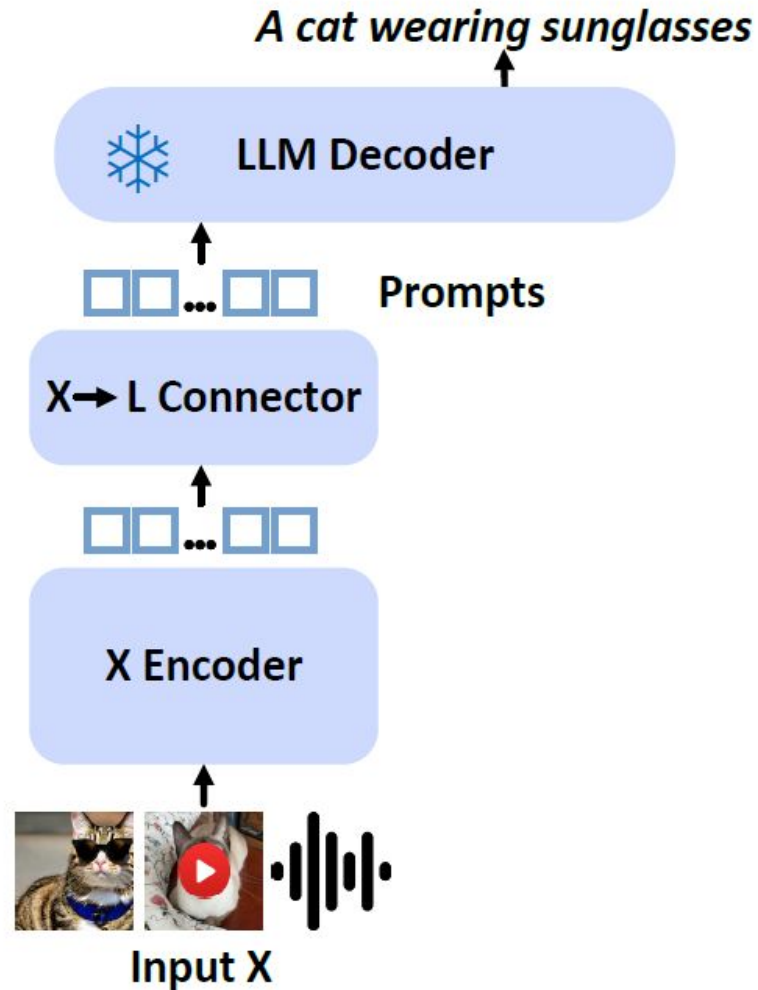 A cat wearing sunglasses
LLM Decoder
Prompts
X→ L Connector
X Encoder
Input X